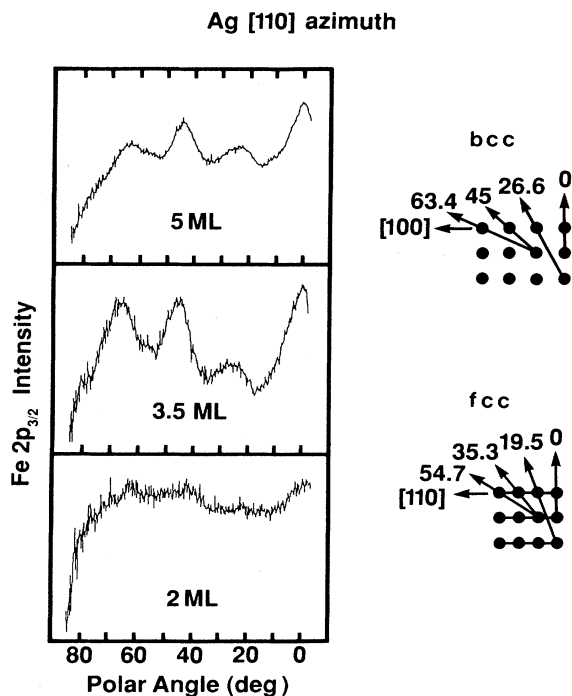 Ag [110] azimuth
Fe 2p3/2 Intensity
5 ML
3.5 ML
2 ML
80 60 40 20 0
Polar Angle (deg)
bcc
0
26.6
45
63.4
[100]
fcc
0
19.5
35.3
54.7
[110]